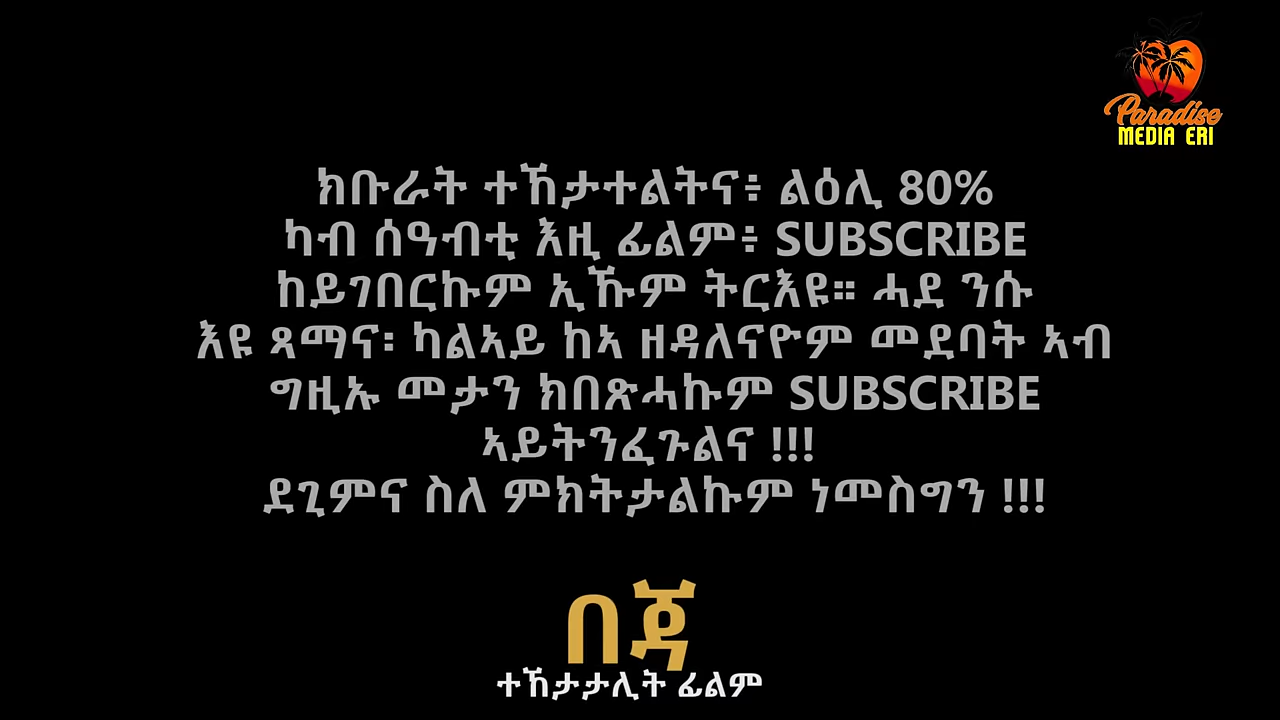 Paradise
MEDIA ERI
ክቡራት ተኸታተልትና፥ ልዕሊ 80%
ካብ ሰዓብቲ እዚ ፊልም፥ SUBSCRIBE
ከይገበርኩም ኢኹም ትርእዩ። ሓደ ንሱ
እዩ ጻማና፡ ካልኣይ ከኣ ዘዳለናዮም መደባት ኣብ
ግዚኡ መታን ክበጽሓኩም SUBSCRIBE
ኣይትንፈጉልና !!!
ደጊምና ስለ ምክትታልኩም ነመስግን !!!
በጃ
ተኸታታሊት ፊልም